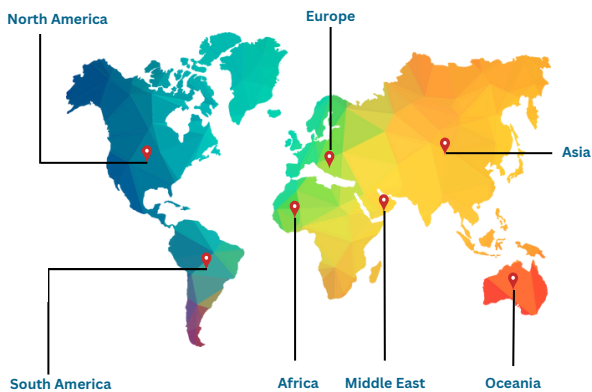 North America
Europe
Asia
South America
Africa
Middle East
Oceania